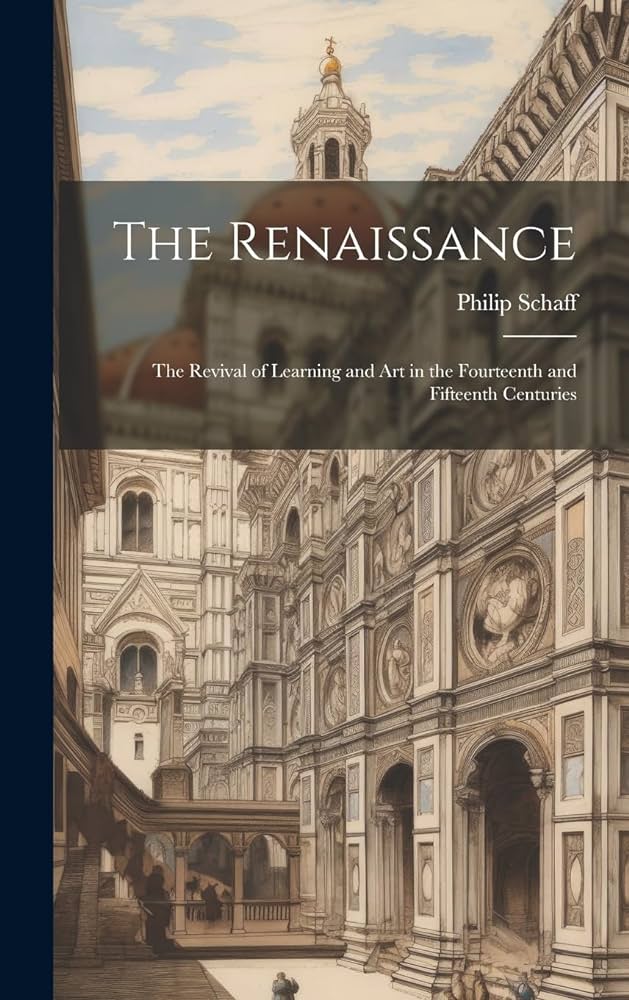 The Renaissance
Philip Schaff
The Revival of Learning and Art in the Fourteenth and
Fifteenth Centuries